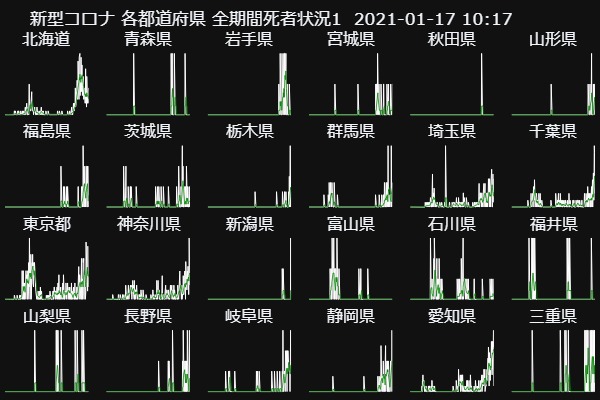 新型コロナ 各都道府県 全期間死者状況1 2021-01-17 10:17
北海道 青森県 岩手県 宮城県 秋田県 山形県
福島県 茨城県 栃木県 群馬県 埼玉県 千葉県
東京都 神奈川県 新潟県 富山県 石川県 福井県
山梨県 長野県 岐阜県 静岡県 愛知県 三重県